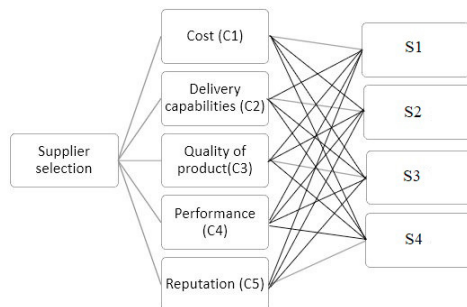 Supplier
selection
Cost (C1)
Delivery
capabilities (C2)
Quality of
product(C3)
Performance
(C4)
Reputation (C5)
S1
S2
S3
S4